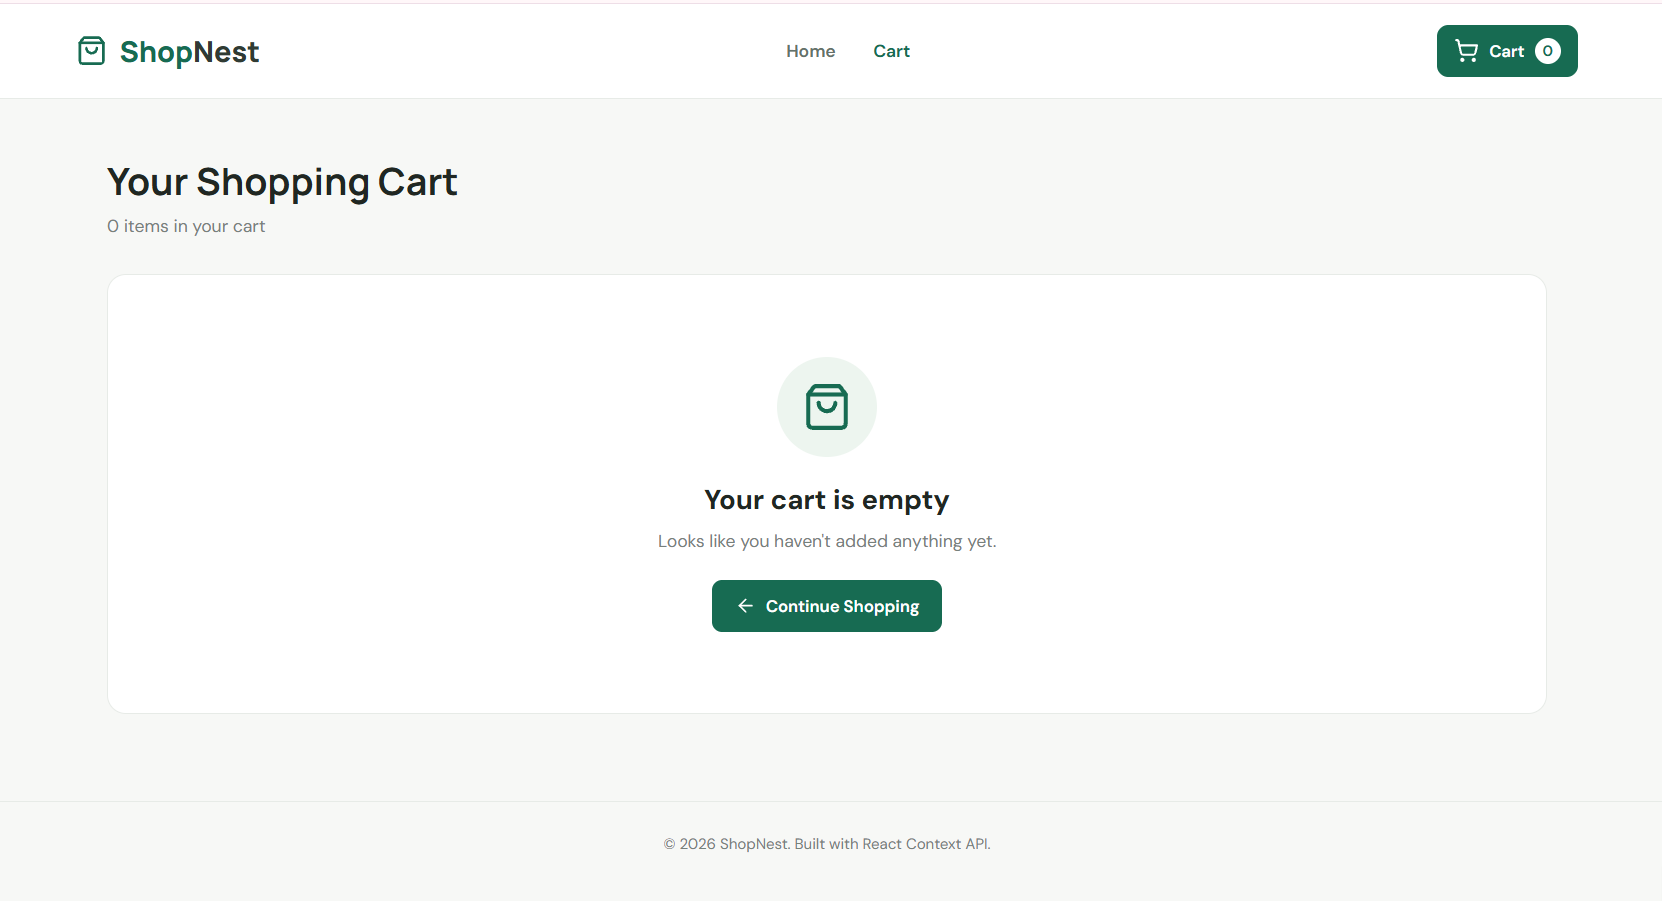 ShopNest
Home
Cart
Cart 0
Your Shopping Cart
0 items in your cart
Your cart is empty
Looks like you haven't added anything yet.
Continue Shopping
© 2026 ShopNest. Built with React Context API.